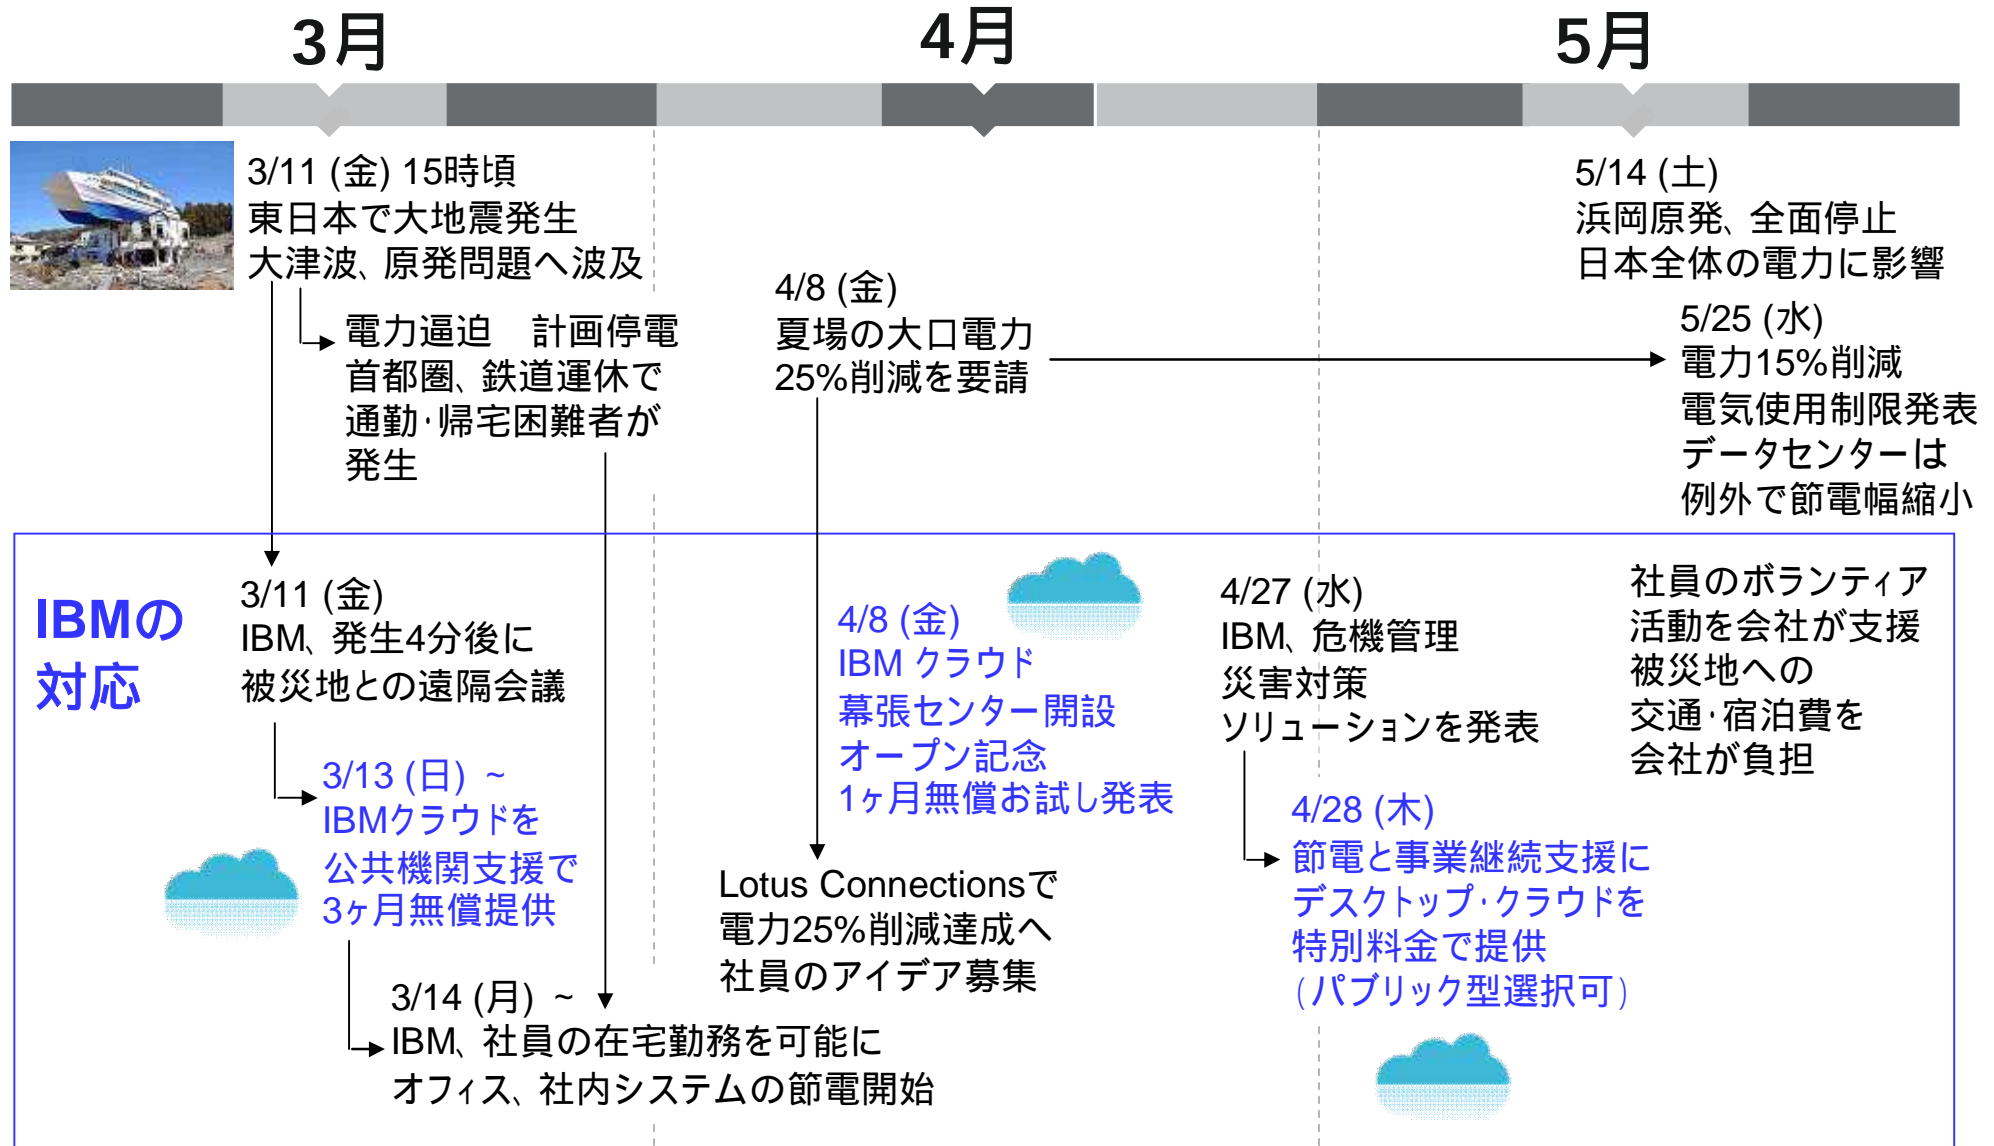 3月
4月
5月
3/11 (金) 15時頃
東日本で大地震発生
大津波、原発問題へ波及
電力逼迫　計画停電
首都圏、鉄道運休で
通勤・帰宅困難者が
発生
4/8 (金)
夏場の大口電力
25%削減を要請
5/14 (土)
浜岡原発、全面停止
日本全体の電力に影響
5/25 (水)
電力15%削減
電気使用制限発表
データセンターは
例外で節電幅縮小
IBMの
対応
3/11 (金)
IBM、発生4分後に
被災地との遠隔会議
3/13 (日) ~
IBMクラウドを
公共機関支援で
3ヶ月無償提供
3/14 (月) ~
IBM、社員の在宅勤務を可能に
オフィス、社内システムの節電開始
4/8 (金)
IBM クラウド
幕張センター開設
オープン記念
1ヶ月無償お試し発表
Lotus Connectionsで
電力25%削減達成へ
社員のアイデア募集
4/27 (水)
IBM、危機管理
災害対策
ソリューションを発表
4/28 (木)
節電と事業継続支援に
デスクトップ・クラウドを
特別料金で提供
(パブリック型選択可)
社員のボランティア
活動を会社が支援
被災地への
交通・宿泊費を
会社が負担